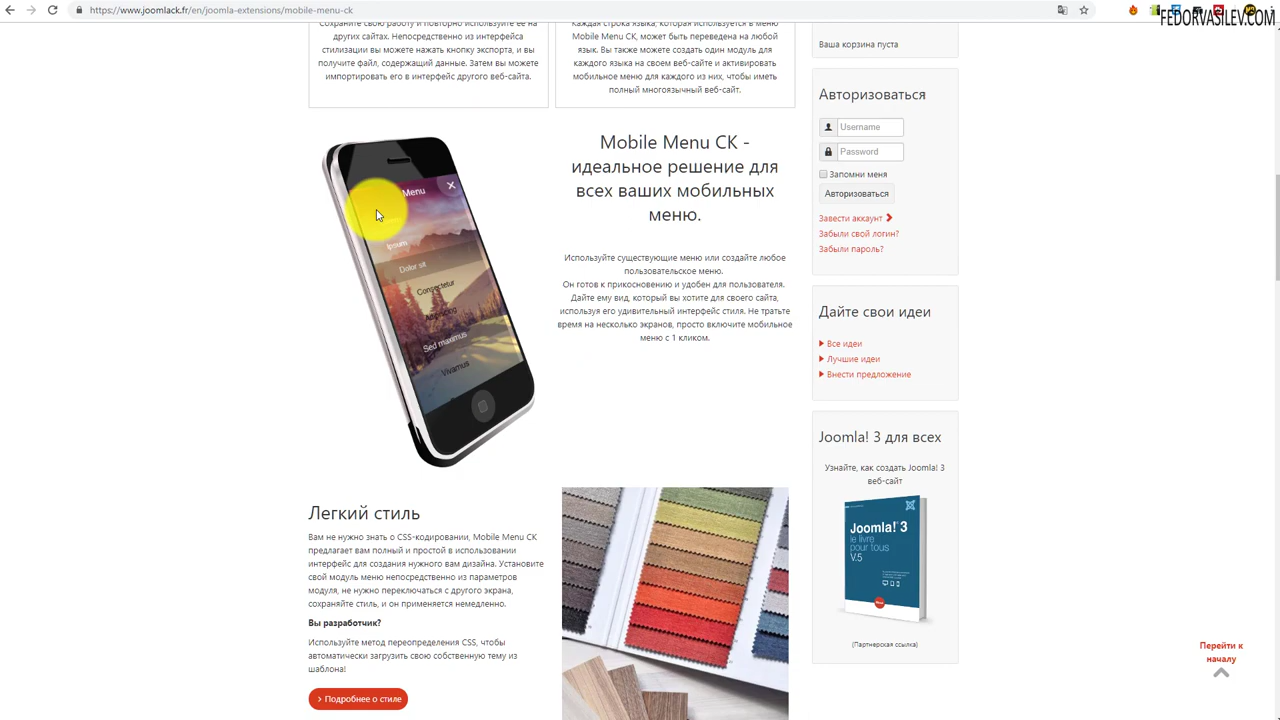 https://www.joomlack.fr/en/joomla-extensions/mobile-menu-ck
FEDORVASILEV.COM
Сохраните свою работу и повторно используйте ее на
других сайтах. Непосредственно из интерфейса
стилизации вы можете нажать кнопку экспорта, и вы
получите файл, содержащий данные. Затем вы можете
импортировать его в интерфейс другого веб-сайта.
Каждая строка языка, которая используется в меню
Mobile Menu CK, может быть переведена на любой
язык. Вы также можете создать один модуль для
каждого языка на своем веб-сайте и активировать
мобильное меню для каждого из них, чтобы иметь
полный многоязычный веб-сайт.
Menu
Ipsum
Dolor sit
Consectetur
Adipiscing
Sed maximus
Vivamus
Mobile Menu CK -
идеальное решение для
всех ваших мобильных
меню.
Используйте существующие меню или создайте любое
пользовательское меню.
Он готов к прикосновению и удобен для пользователя.
Дайте ему вид, который вы хотите для своего сайта,
используя его удивительный интерфейс стиля. Не тратьте
время на несколько экранов, просто включите мобильное
меню с 1 кликом.
Легкий стиль
Вам не нужно знать о CSS-кодировании, Mobile Menu CK
предлагает вам полный и простой в использовании
интерфейс для создания нужного вам дизайна. Установите
свой модуль меню непосредственно из параметров
модуля, не нужно переключаться с другого экрана,
сохраняйте стиль, и он применяется немедленно.
Вы разработчик?
Используйте метод переопределения CSS, чтобы
автоматически загрузить свою собственную тему из
шаблона!
Подробнее о стиле
Ваша корзина пуста
Авторизоваться
Username
Password
Запомни меня
Авторизоваться
Завести аккаунт
Забыли свой логин?
Забыли пароль?
Дайте свои идеи
Все идеи
Лучшие идеи
Внести предложение
Joomla! 3 для всех
Узнайте, как создать Joomla! 3
веб-сайт
Joomla! 3
le livre
pour tous
V.5
[Партнерская ссылка]
Перейти к
началу